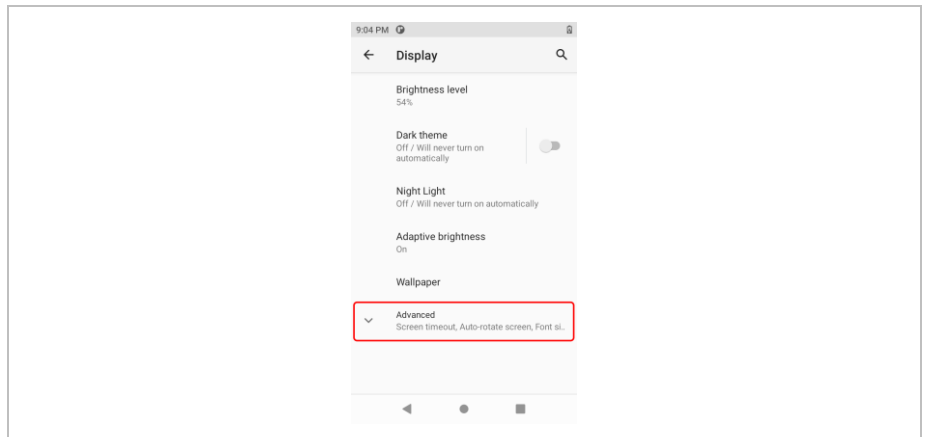 9:04 PM
Display
Brightness level
54%
Dark theme
Off / Will never turn on
automatically
Night Light
Off / Will never turn on automatically
Adaptive brightness
On
Wallpaper
Advanced
Screen timeout, Auto-rotate screen, Font si..